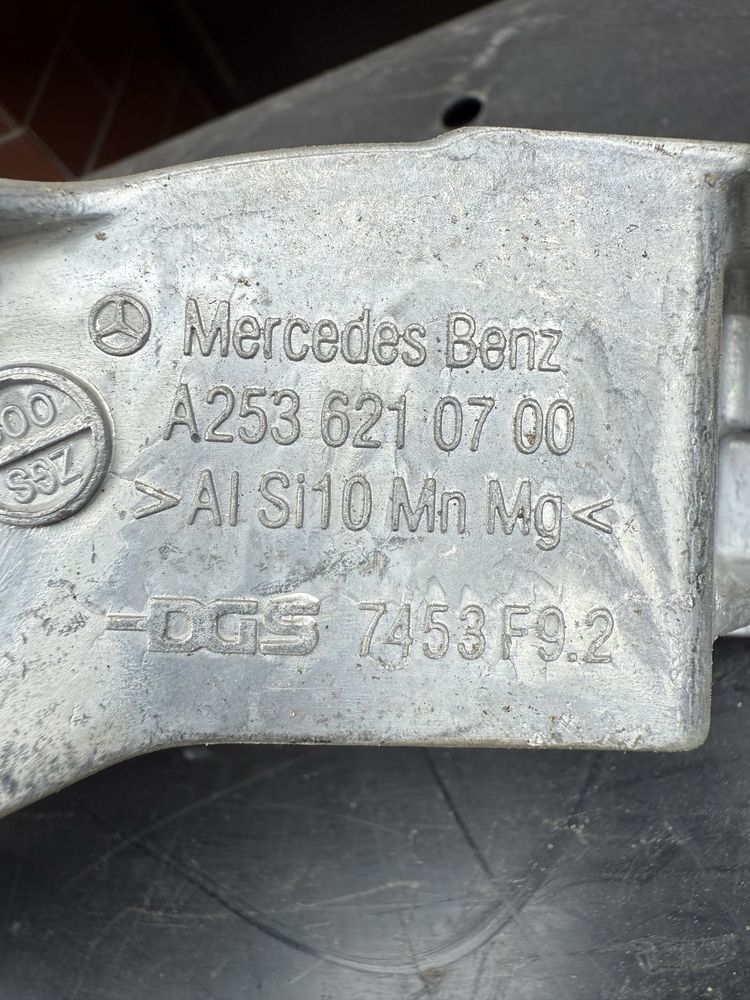 Mercedes Benz
A253 621 07 00
>Al Si10 Mn Mg<
DGS 7453 F9.2